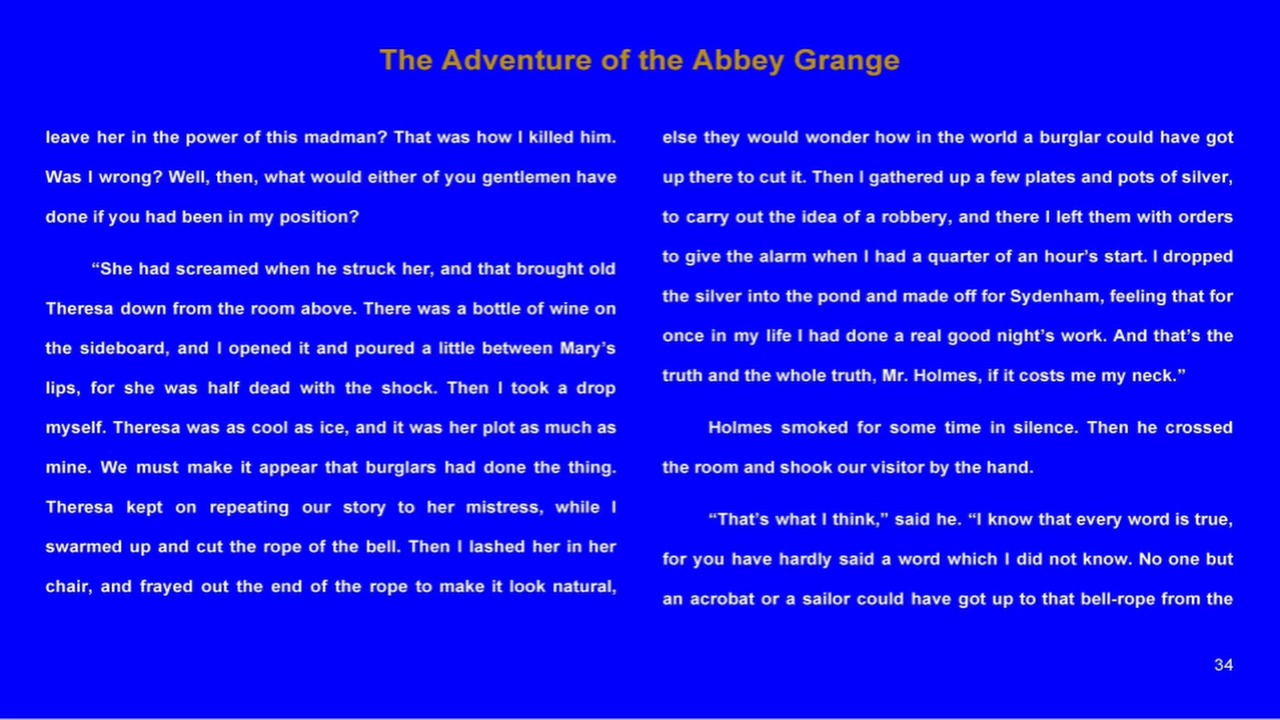 The Adventure of the Abbey Grange
leave her in the power of this madman? That was how I killed him.
Was I wrong? Well, then, what would either of you gentlemen have
done if you had been in my position?
“She had screamed when he struck her, and that brought old
Theresa down from the room above. There was a bottle of wine on
the sideboard, and I opened it and poured a little between Mary’s
lips, for she was half dead with the shock. Then I took a drop
myself. Theresa was as cool as ice, and it was her plot as much as
mine. We must make it appear that burglars had done the thing.
Theresa kept on repeating our story to her mistress, while I
swarmed up and cut the rope of the bell. Then I lashed her in her
chair, and frayed out the end of the rope to make it look natural,
else they would wonder how in the world a burglar could have got
up there to cut it. Then I gathered up a few plates and pots of silver,
to carry out the idea of a robbery, and there I left them with orders
to give the alarm when I had a quarter of an hour’s start. I dropped
the silver into the pond and made off for Sydenham, feeling that for
once in my life I had done a real good night’s work. And that’s the
truth and the whole truth, Mr. Holmes, if it costs me my neck.”
Holmes smoked for some time in silence. Then he crossed
the room and shook our visitor by the hand.
“That’s what I think,” said he. “I know that every word is true,
for you have hardly said a word which I did not know. No one but
an acrobat or a sailor could have got up to that bell-rope from the
34